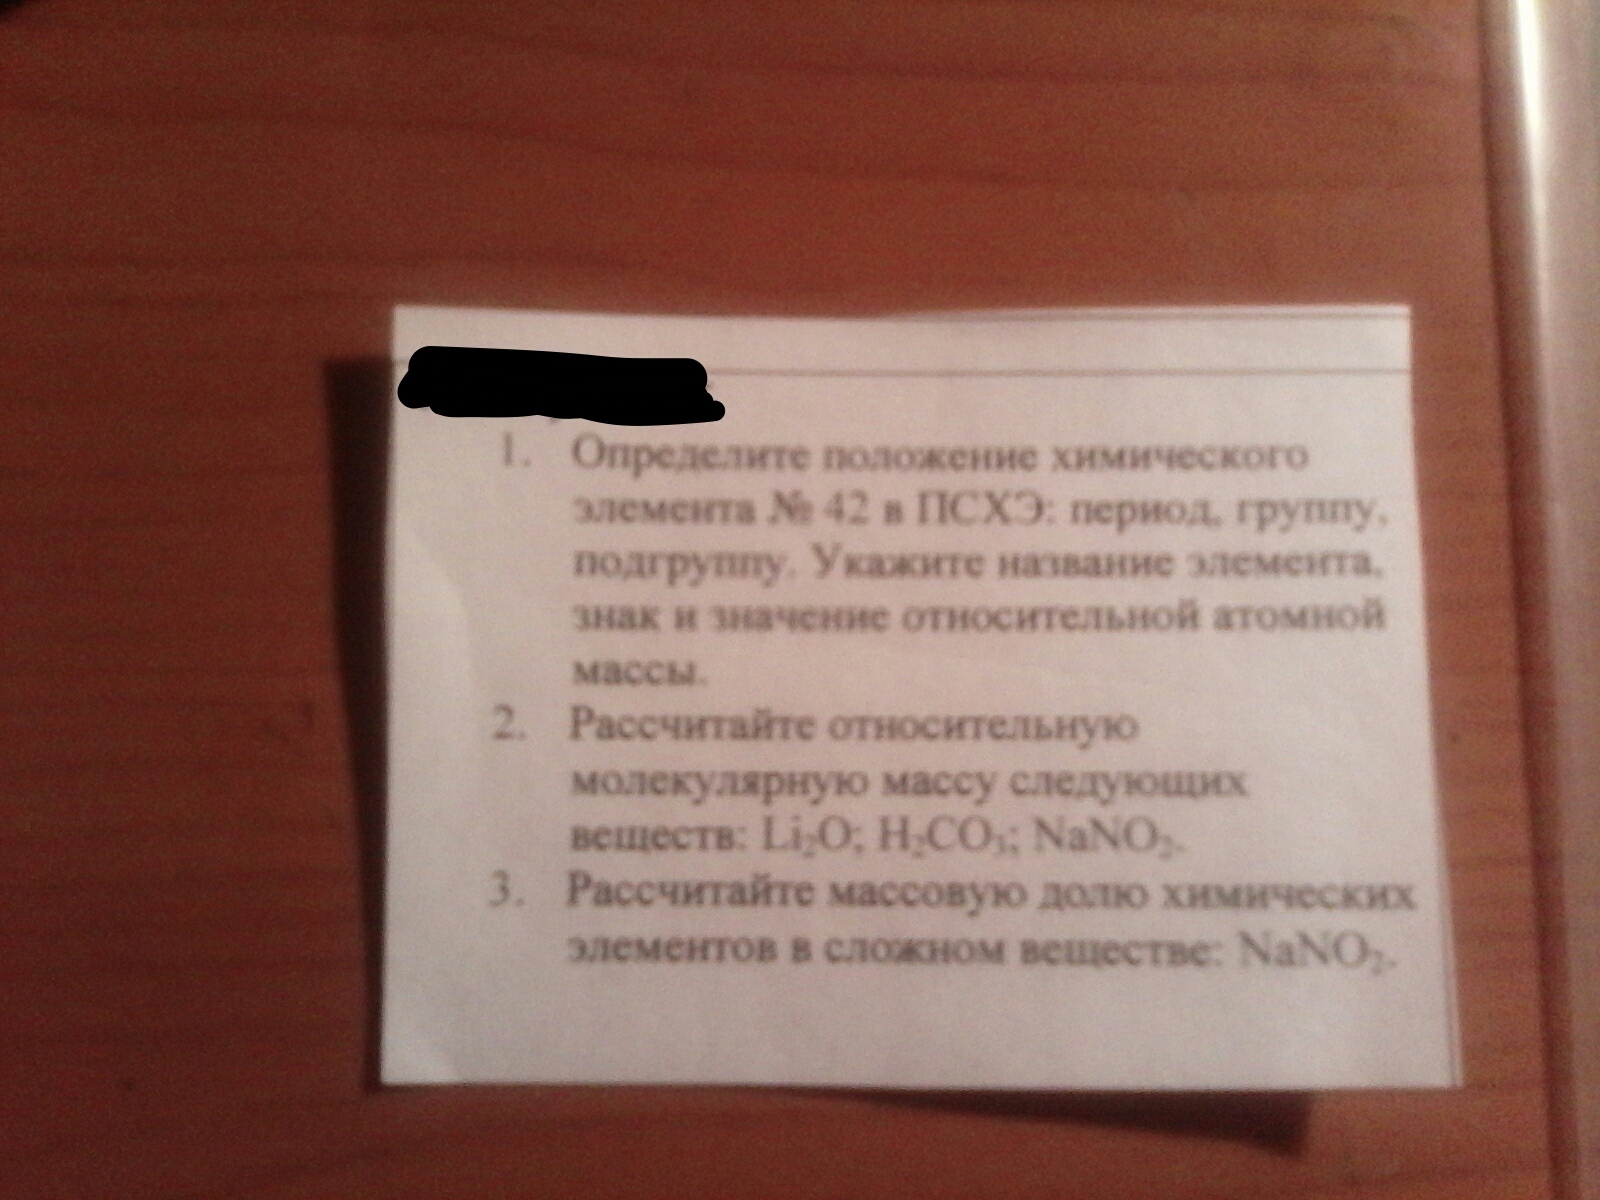 1. Определите положение химического
элемента № 42 в ПСХЭ: период, группу,
подгруппу. Укажите название элемента,
знак и значение относительной атомной
массы.
2. Рассчитайте относительную
молекулярную массу следующих
веществ: Li₂O; H₂CO₃; NaNO₂.
3. Рассчитайте массовую долю химических
элементов в сложном веществе: NaNO₂.